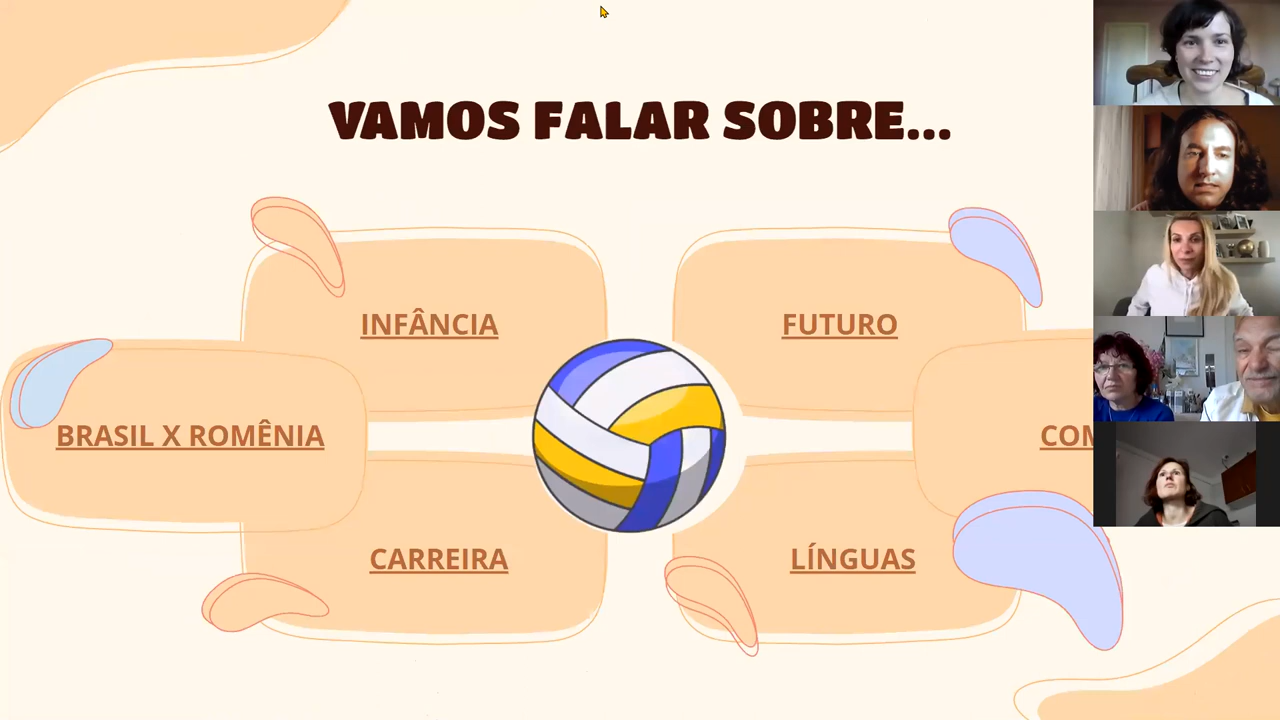 VAMOS FALAR SOBRE...
INFÂNCIA
FUTURO
BRASIL X ROMÊNIA
CARREIRA
LÍNGUAS